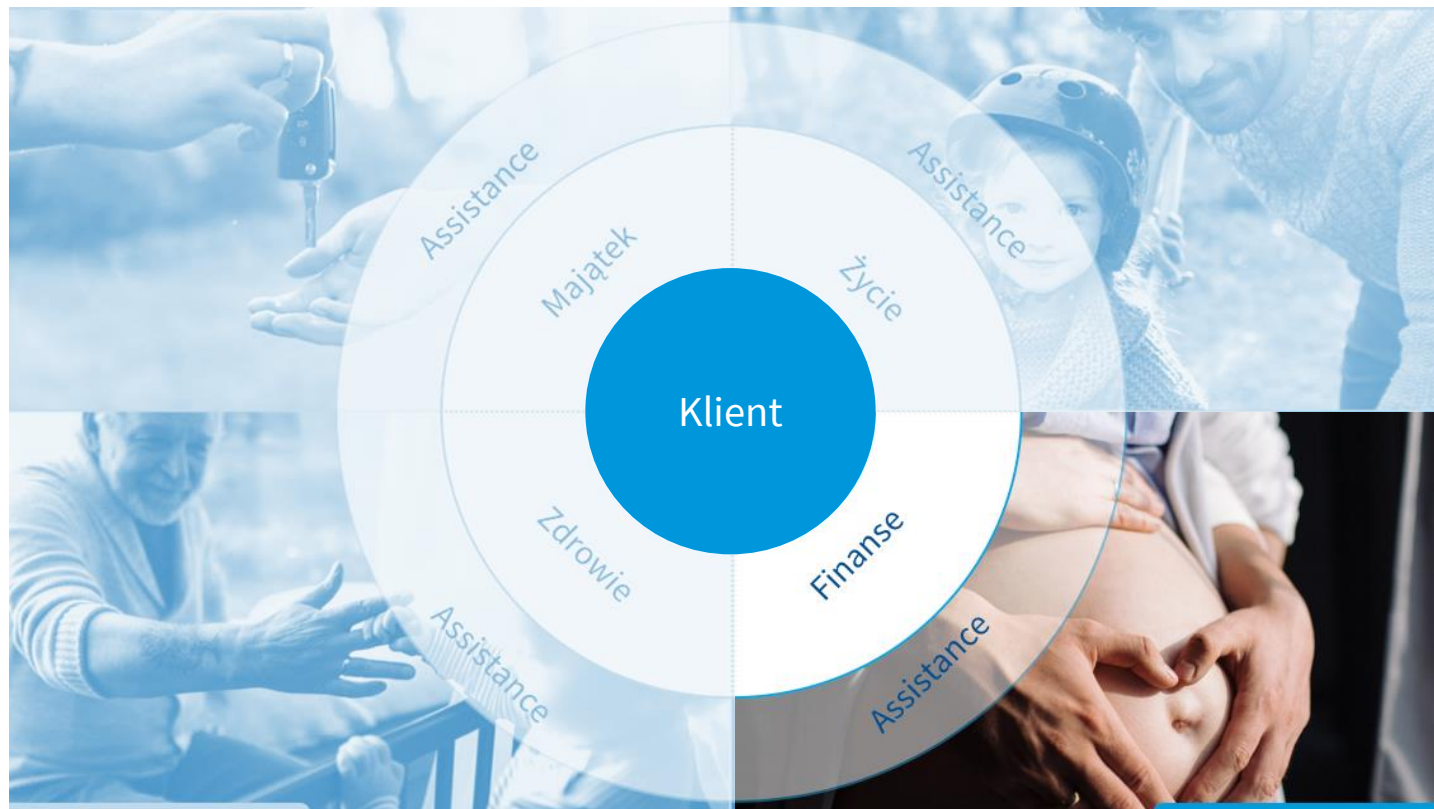 Assistance
Assistance
Majątek
Życie
Klient
Zdrowie
Finanse
Assistance
Assistance